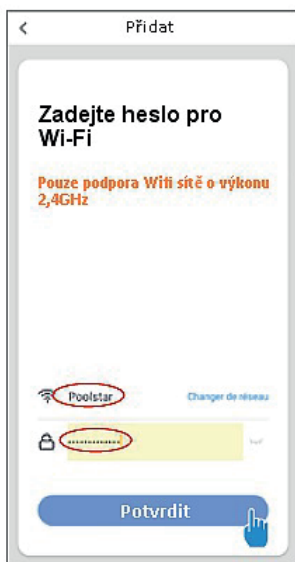 Přidat
Zadejte heslo pro
Wi-Fi
Pouze podpora Wifi sítě o výkonu
2,4GHz
Poolstar
Changer de réseau
Potvrdit